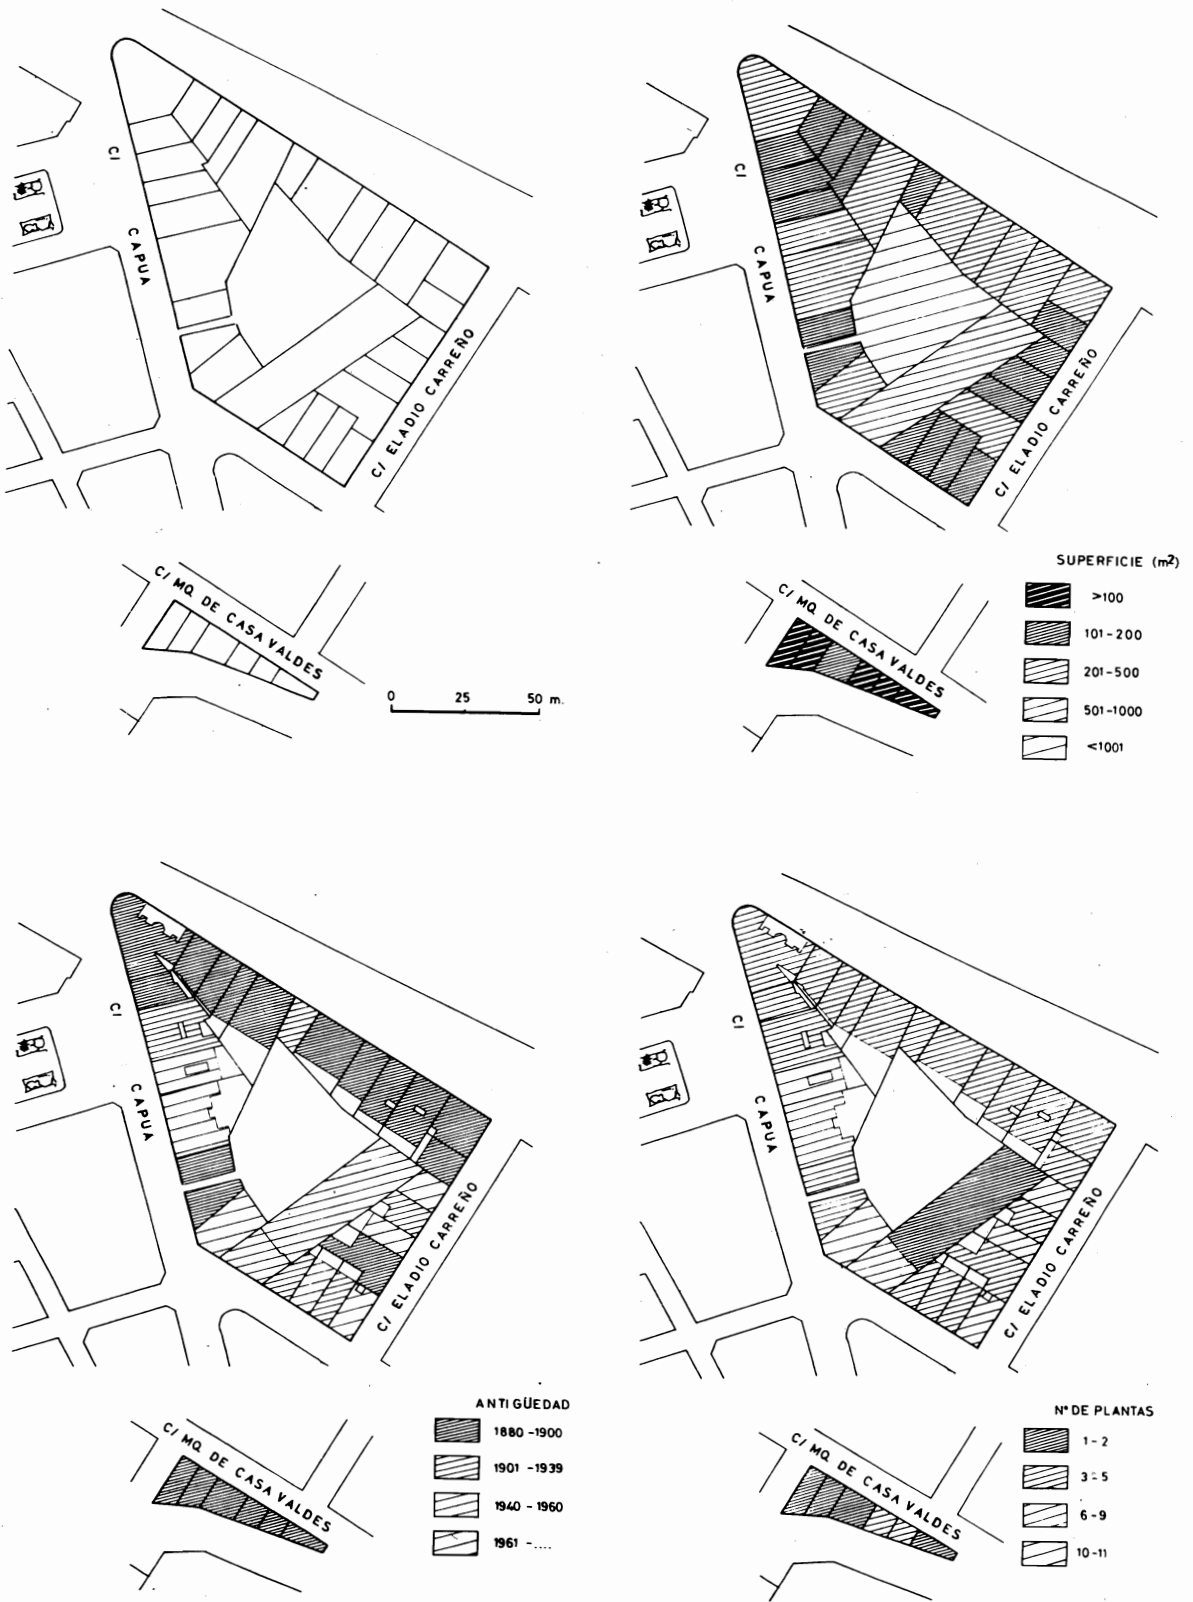 C/
CAPUA
C/ ELADIO CARREÑO
C/ MQ. DE CASA VALDES
0 25 50 m.
C/
CAPUA
C/ ELADIO CARREÑO
C/ MQ. DE CASA VALDES
SUPERFICIE (m²)
>100
101-200
201-500
501-1000
<1001
C/
CAPUA
C/ ELADIO CARREÑO
C/ MQ. DE CASA VALDES
ANTIGÜEDAD
1880 -1900
1901 -1939
1940 -1960
1961 -....
C/
CAPUA
C/ ELADIO CARREÑO
C/ MQ. DE CASA VALDES
Nº DE PLANTAS
1-2
3-5
6-9
10-11